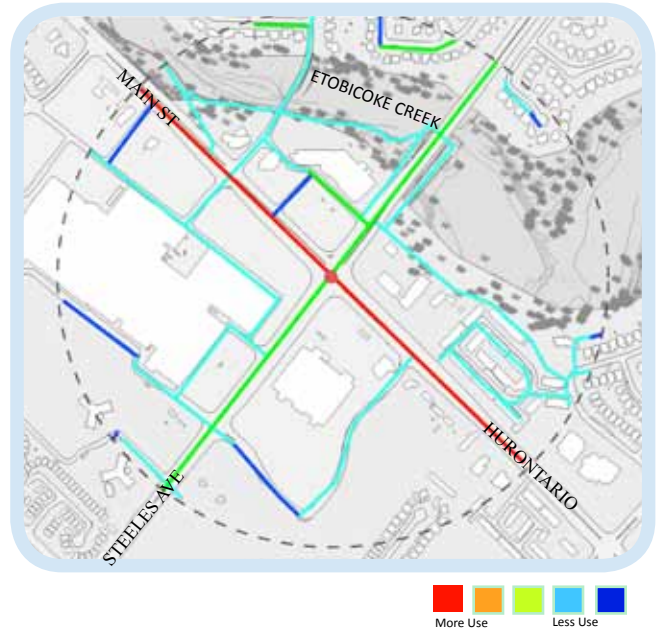 MAIN ST
ETOBICOKE CREEK
HURONTARIO
STEELES AVE
More Use
Less Use